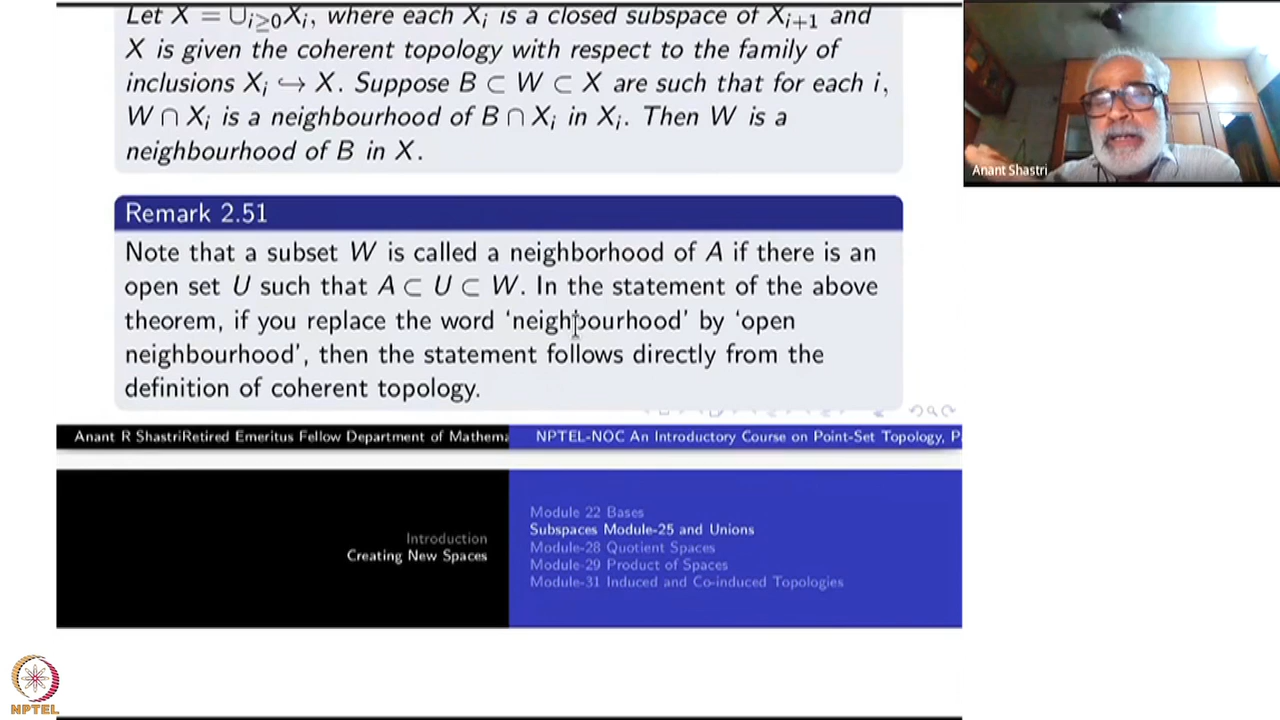 Let X = ∪i≥0Xi, where each Xi is a closed subspace of Xi+1 and
X is given the coherent topology with respect to the family of
inclusions Xi ↪ X. Suppose B ⊂ W ⊂ X are such that for each i,
W ∩ Xi is a neighbourhood of B ∩ Xi in Xi. Then W is a
neighbourhood of B in X.
Remark 2.51
Note that a subset W is called a neighborhood of A if there is an
open set U such that A ⊂ U ⊂ W. In the statement of the above
theorem, if you replace the word ‘neighbourhood’ by ‘open
neighbourhood’, then the statement follows directly from the
definition of coherent topology.
Anant R ShastriRetired Emeritus Fellow Department of Mathema
NPTEL-NOC An Introductory Course on Point-Set Topology, P
Introduction
Creating New Spaces
Module 22 Bases
Subspaces Module-25 and Unions
Module-28 Quotient Spaces
Module-29 Product of Spaces
Module-31 Induced and Co-induced Topologies
Anant Shastri
NPTEL